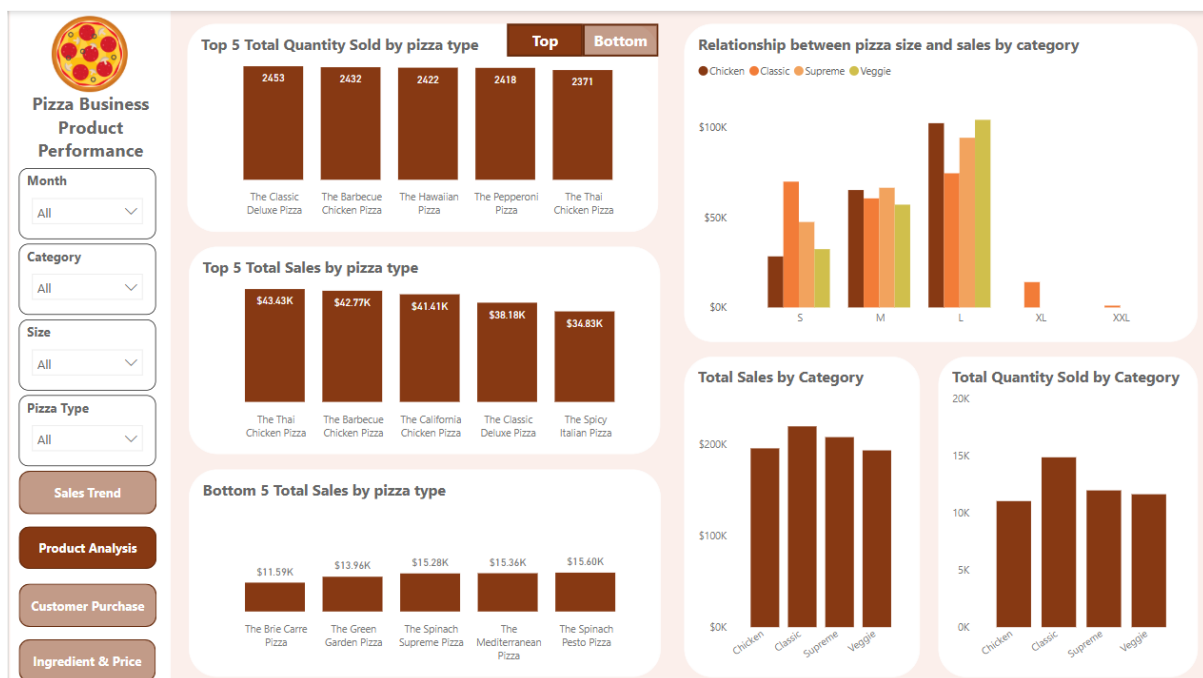 Pizza Business
Product
Performance
Month
All
Category
All
Size
All
Pizza Type
All
Sales Trend
Product Analysis
Customer Purchase
Ingredient & Price
Top 5 Total Quantity Sold by pizza type
Top Bottom
2453 2432 2422 2418 2371
The Classic Deluxe Pizza
The Barbecue Chicken Pizza
The Hawaiian Pizza
The Pepperoni Pizza
The Thai Chicken Pizza
Top 5 Total Sales by pizza type
$43.43K $42.77K $41.41K $38.18K $34.83K
The Thai Chicken Pizza
The Barbecue Chicken Pizza
The California Chicken Pizza
The Classic Deluxe Pizza
The Spicy Italian Pizza
Bottom 5 Total Sales by pizza type
$11.59K $13.96K $15.28K $15.36K $15.60K
The Brie Carre Pizza
The Green Garden Pizza
The Spinach Supreme Pizza
The Mediterranean Pizza
The Spinach Pesto Pizza
Relationship between pizza size and sales by category
Chicken Classic Supreme Veggie
$100K
$50K
$0K
S M L XL XXL
Total Sales by Category
$200K
$100K
$0K
Chicken Classic Supreme Veggie
Total Quantity Sold by Category
20K
15K
10K
5K
0K
Chicken Classic Supreme Veggie